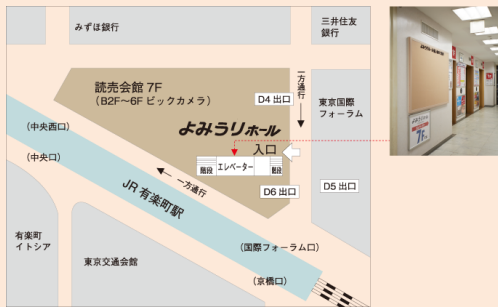 みずほ銀行
三井住友
銀行
読売会館 7F
（B2F〜6F ビックカメラ）
D4 出口
一方通行
東京国際
フォーラム
よみうりホール
入口
階段
エレベーター
階段
D6 出口
D5 出口
（中央西口）
（中央口）
一方通行
JR 有楽町駅
有楽町
イトシア
東京交通会館
（国際フォーラム口）
（京橋口）